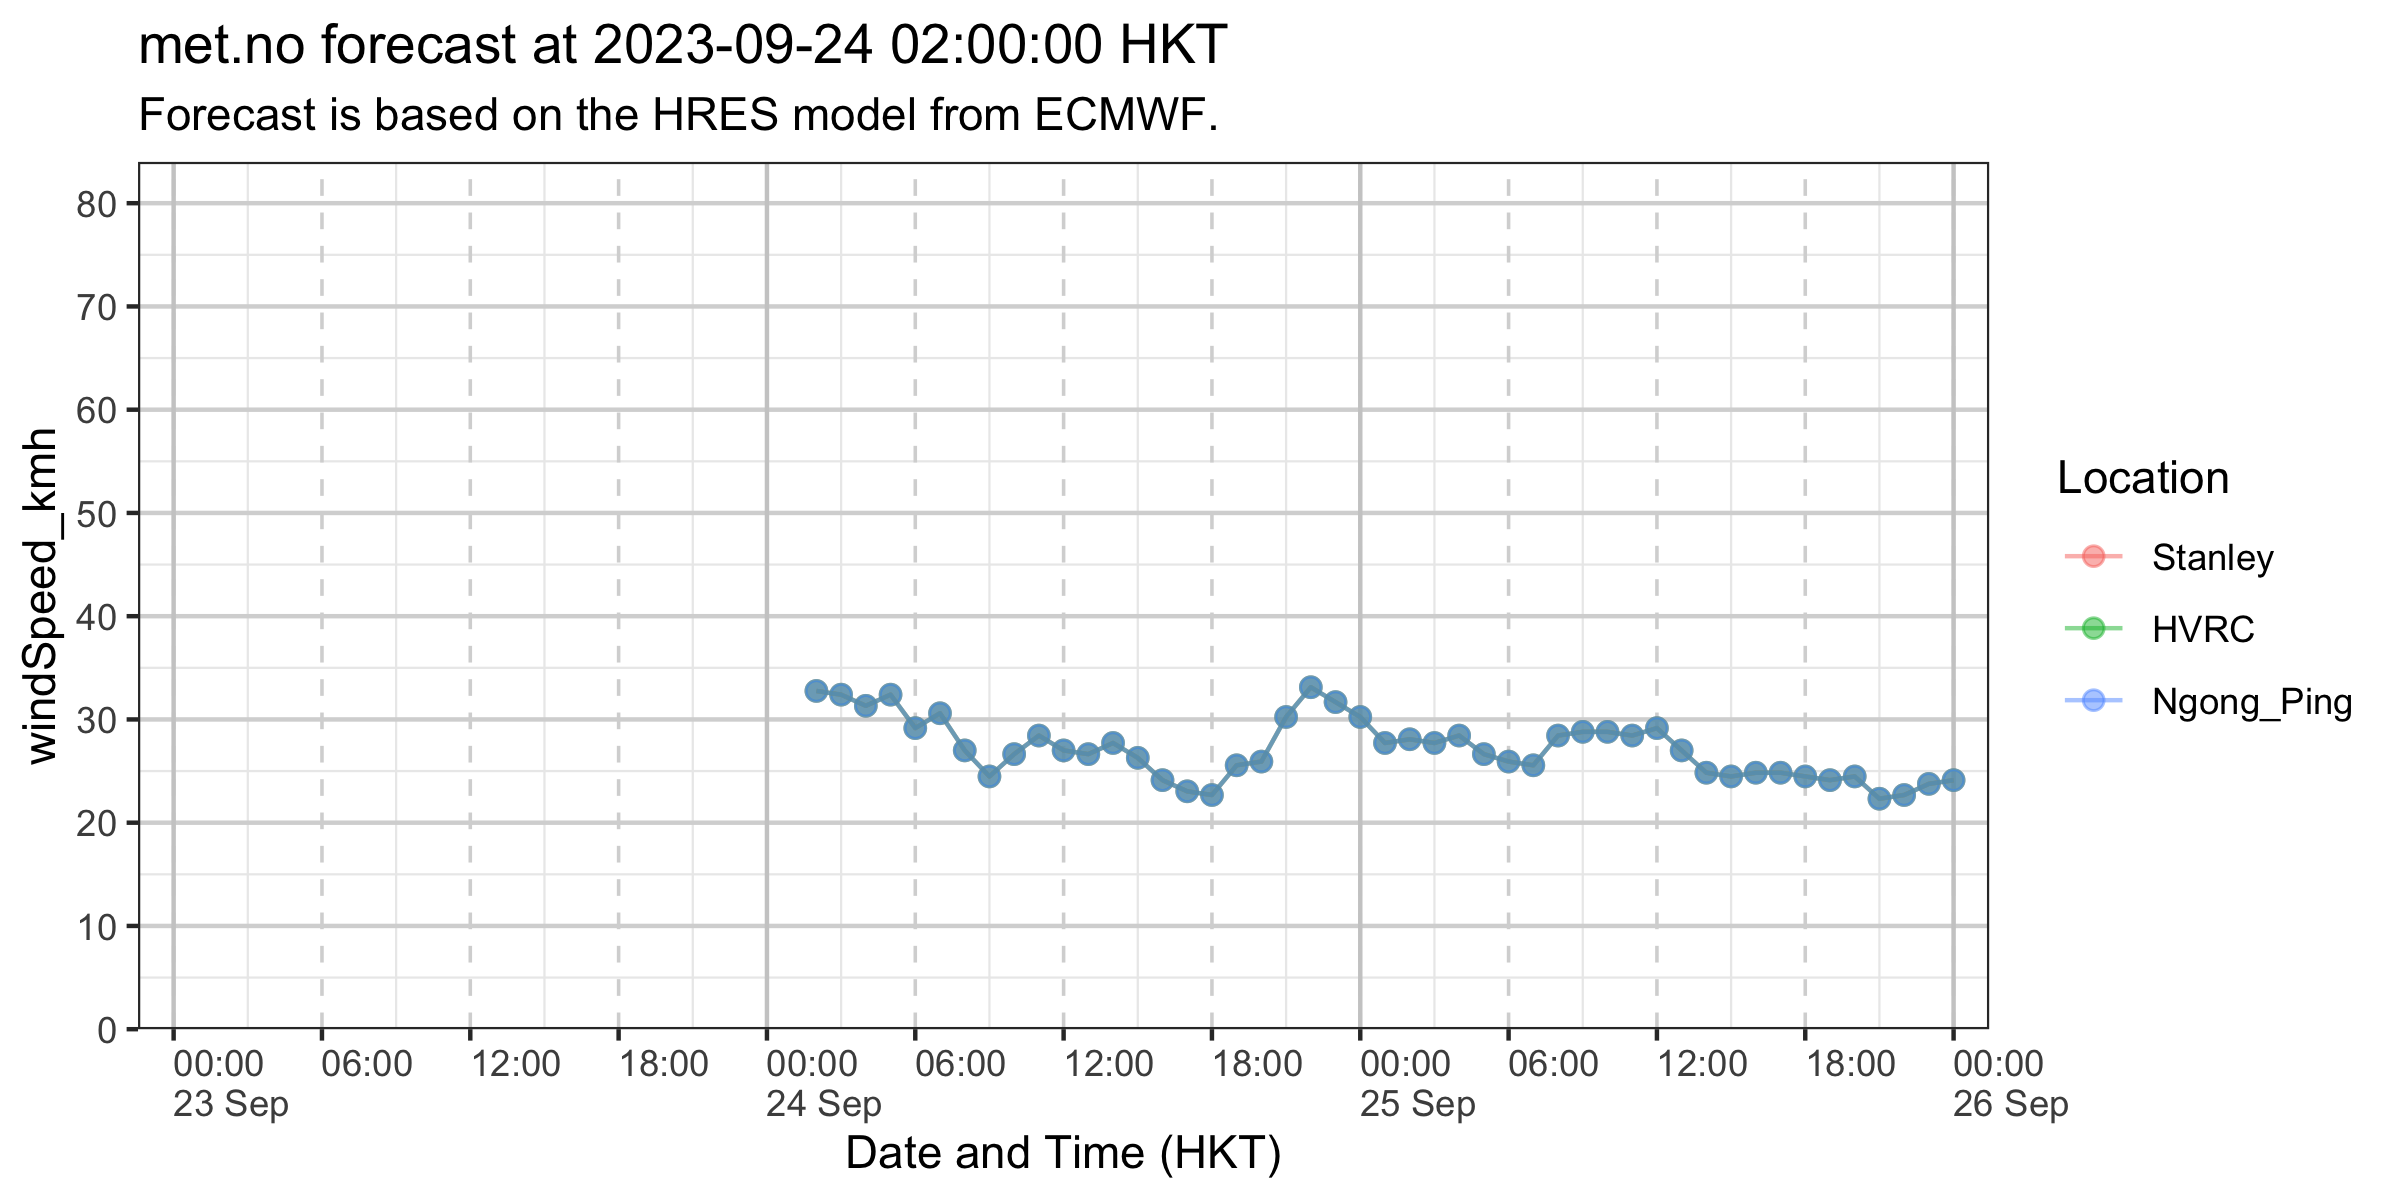 met.no forecast at 2023-09-24 02:00:00 HKT
Forecast is based on the HRES model from ECMWF.
windSpeed_kmh
80
70
60
50
40
30
20
10
0
00:00 06:00 12:00 18:00 00:00 06:00 12:00 18:00 00:00 06:00 12:00 18:00 00:00
23 Sep 24 Sep 25 Sep 26 Sep
Date and Time (HKT)
Location
Stanley
HVRC
Ngong_Ping